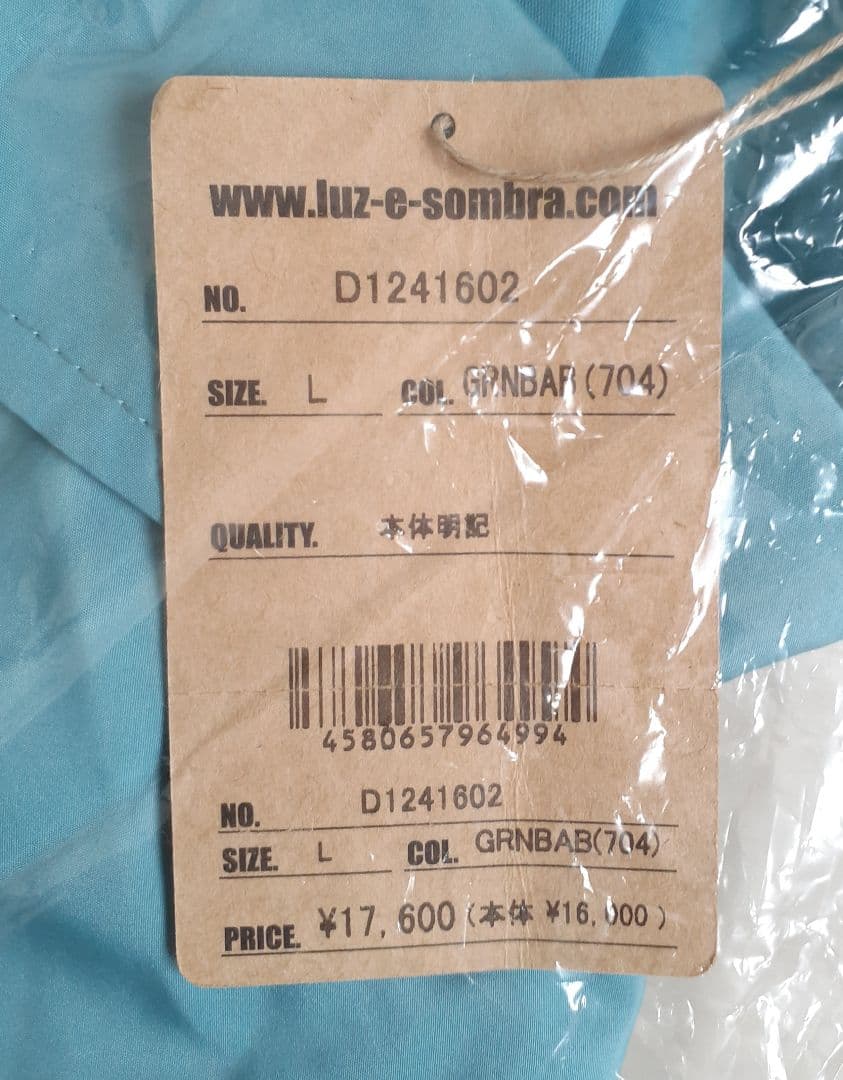 www.luz-e-sombra.com
NO. D1241602
SIZE. L COL. GRNBAB(704)
QUALITY. 本体明記
4580657964994
NO. D1241602
SIZE. L COL. GRNBAB(704)
PRICE. ¥17,600(本体 ¥16,000)